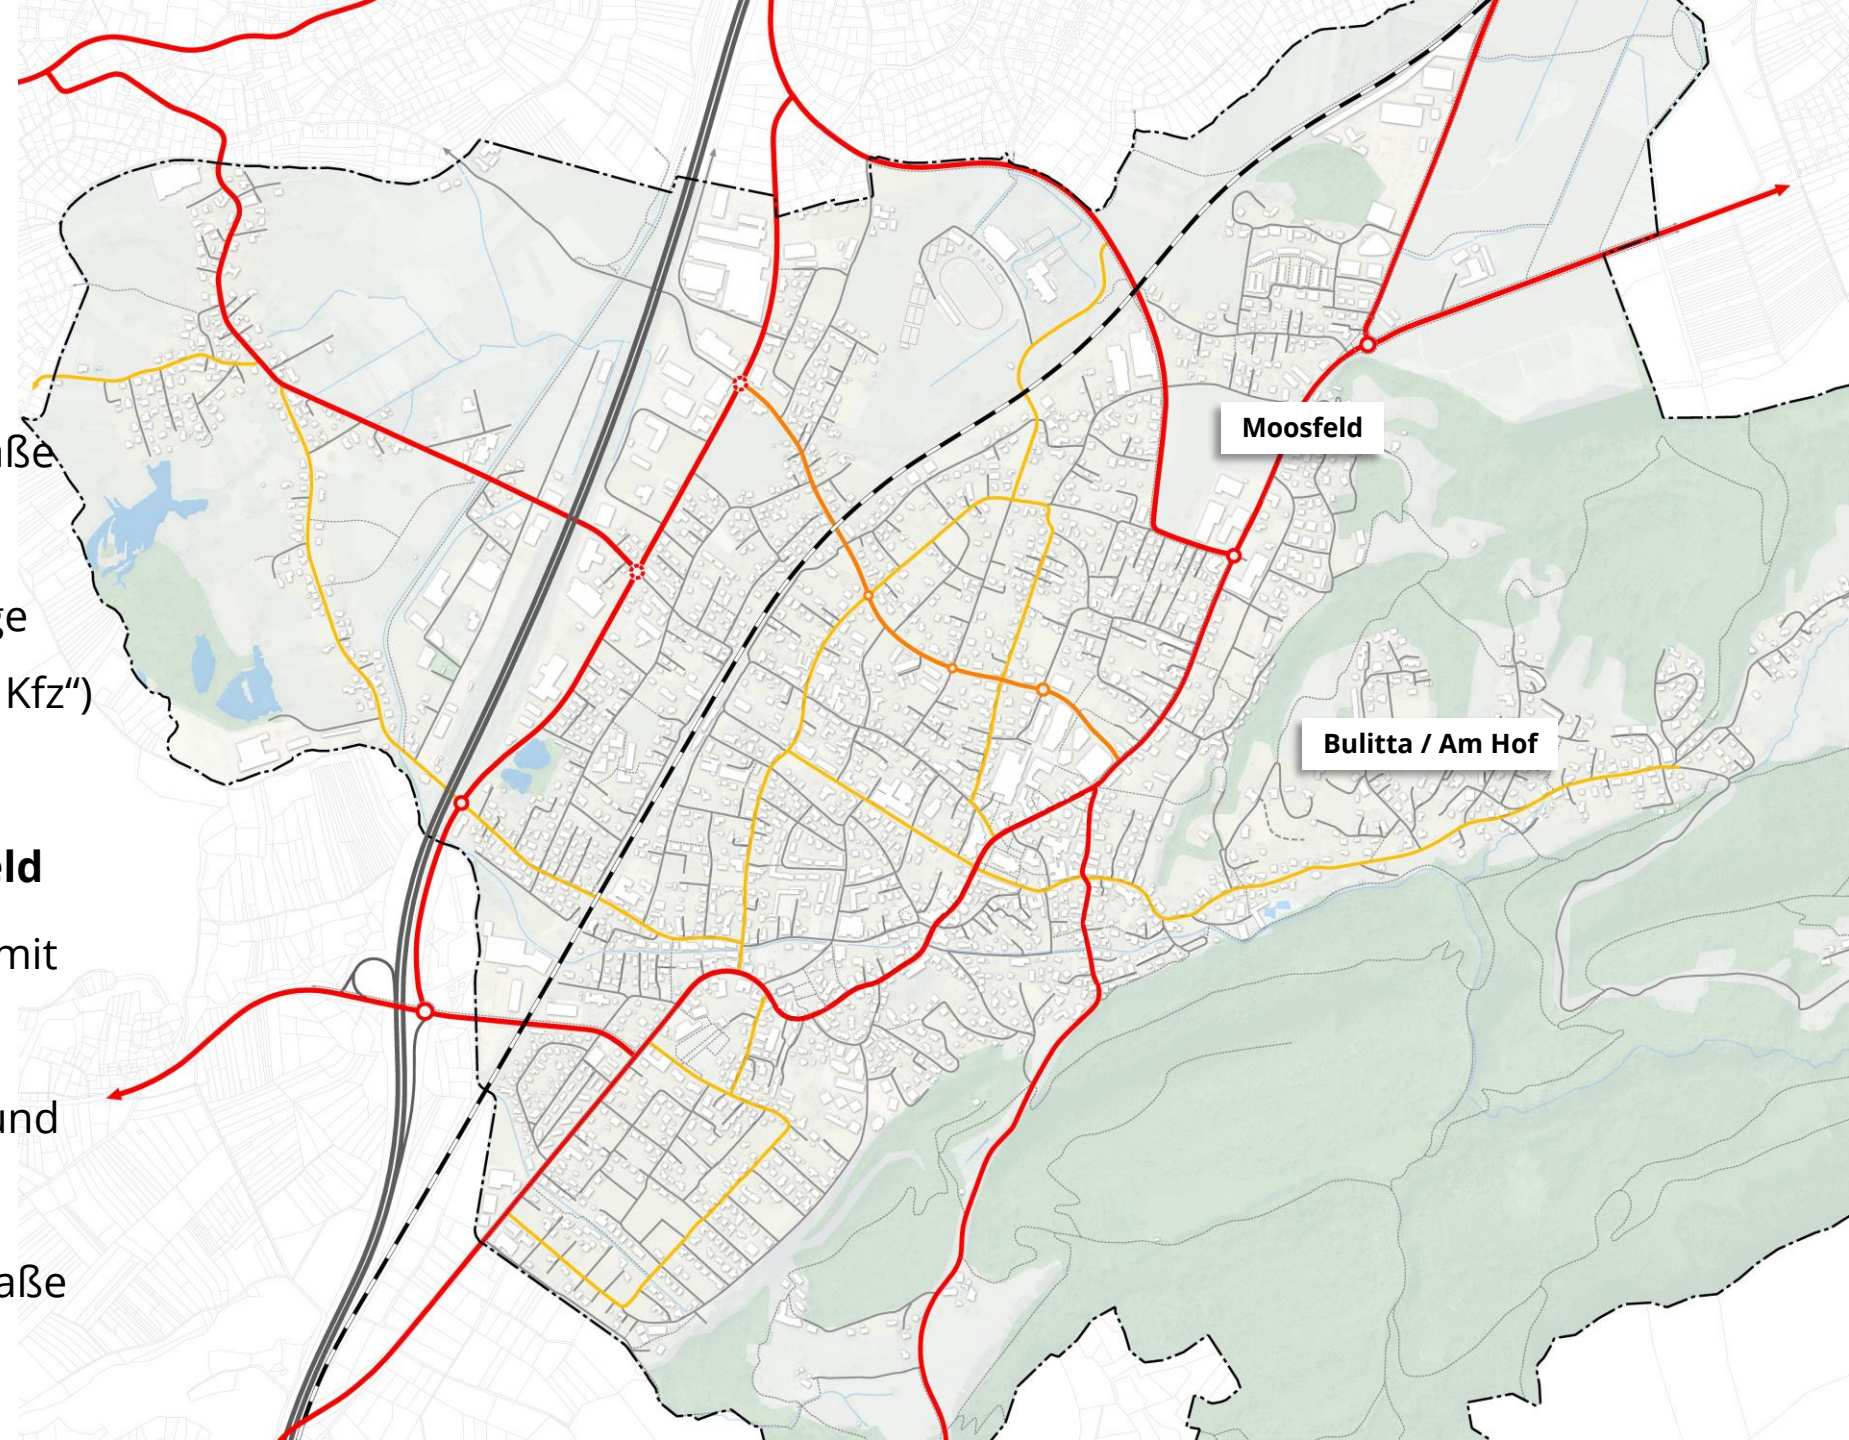 aße
Moosfeld
ge
Kfz“)
Bulitta / Am Hof
eld
mit
und
aße